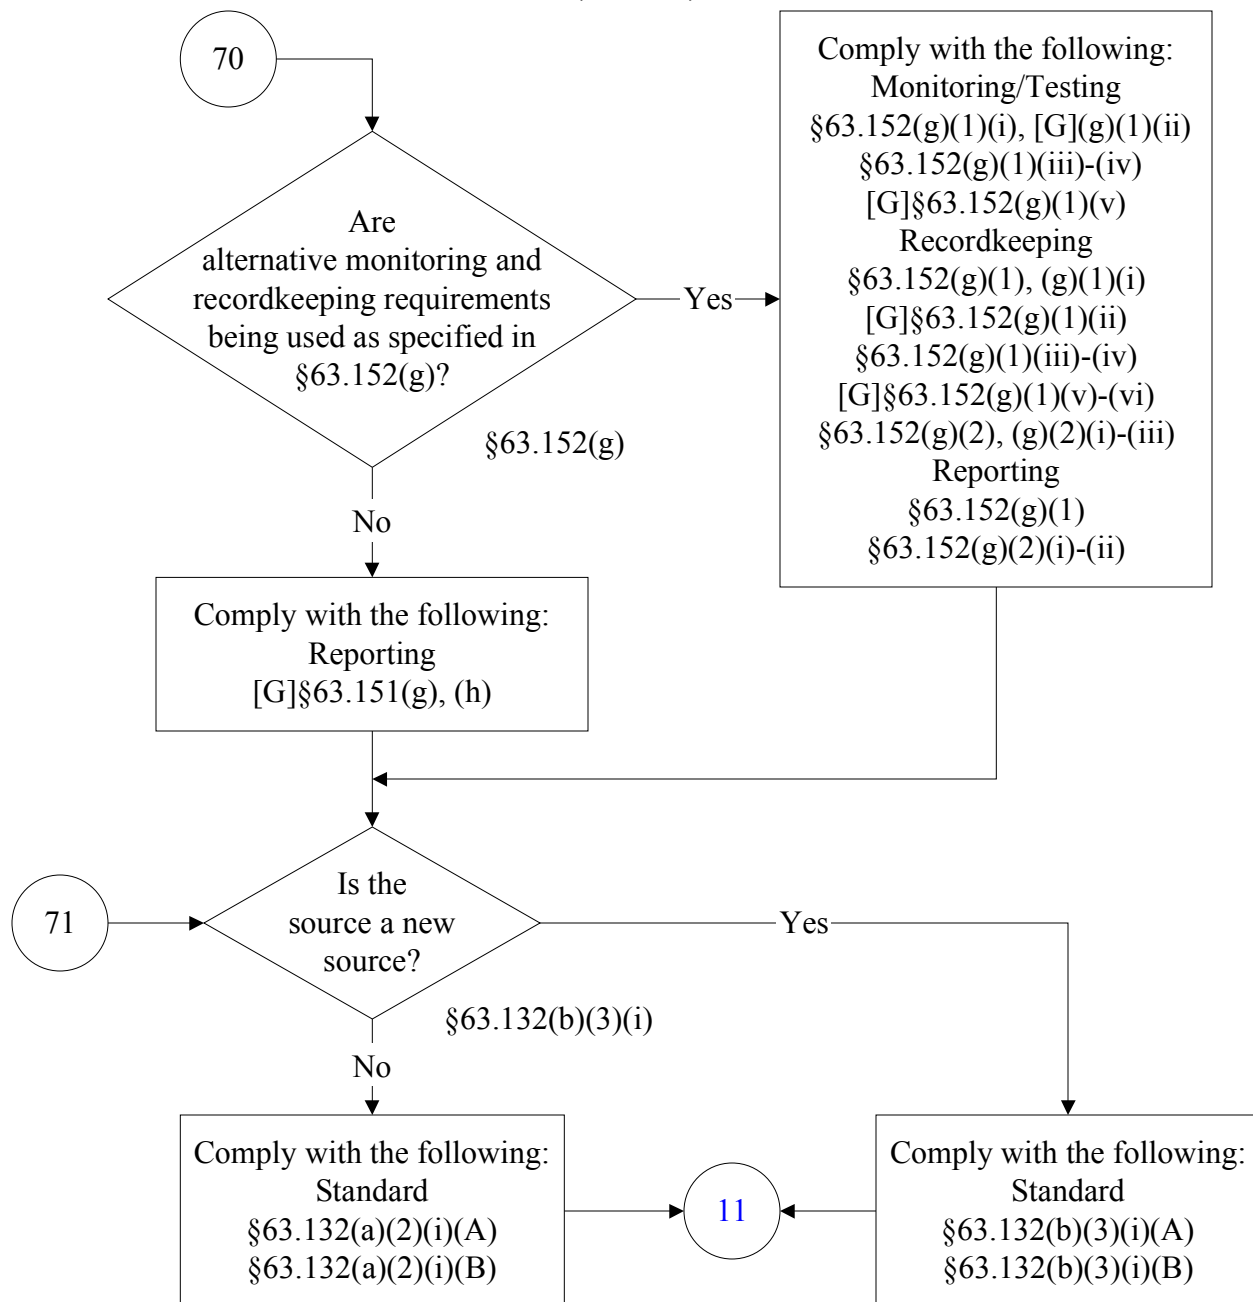 70
Are
alternative monitoring and
recordkeeping requirements
being used as specified in
§63.152(g)?
§63.152(g)
Yes
Comply with the following:
Monitoring/Testing
§63.152(g)(1)(i), [G](g)(1)(ii)
§63.152(g)(1)(iii)-(iv)
[G]§63.152(g)(1)(v)
Recordkeeping
§63.152(g)(1), (g)(1)(i)
[G]§63.152(g)(1)(ii)
§63.152(g)(1)(iii)-(iv)
[G]§63.152(g)(1)(v)-(vi)
§63.152(g)(2), (g)(2)(i)-(iii)
Reporting
§63.152(g)(1)
§63.152(g)(2)(i)-(ii)
No
Comply with the following:
Reporting
[G]§63.151(g), (h)
71
Is the
source a new
source?
§63.132(b)(3)(i)
Yes
No
Comply with the following:
Standard
§63.132(a)(2)(i)(A)
§63.132(a)(2)(i)(B)
11
Comply with the following:
Standard
§63.132(b)(3)(i)(A)
§63.132(b)(3)(i)(B)